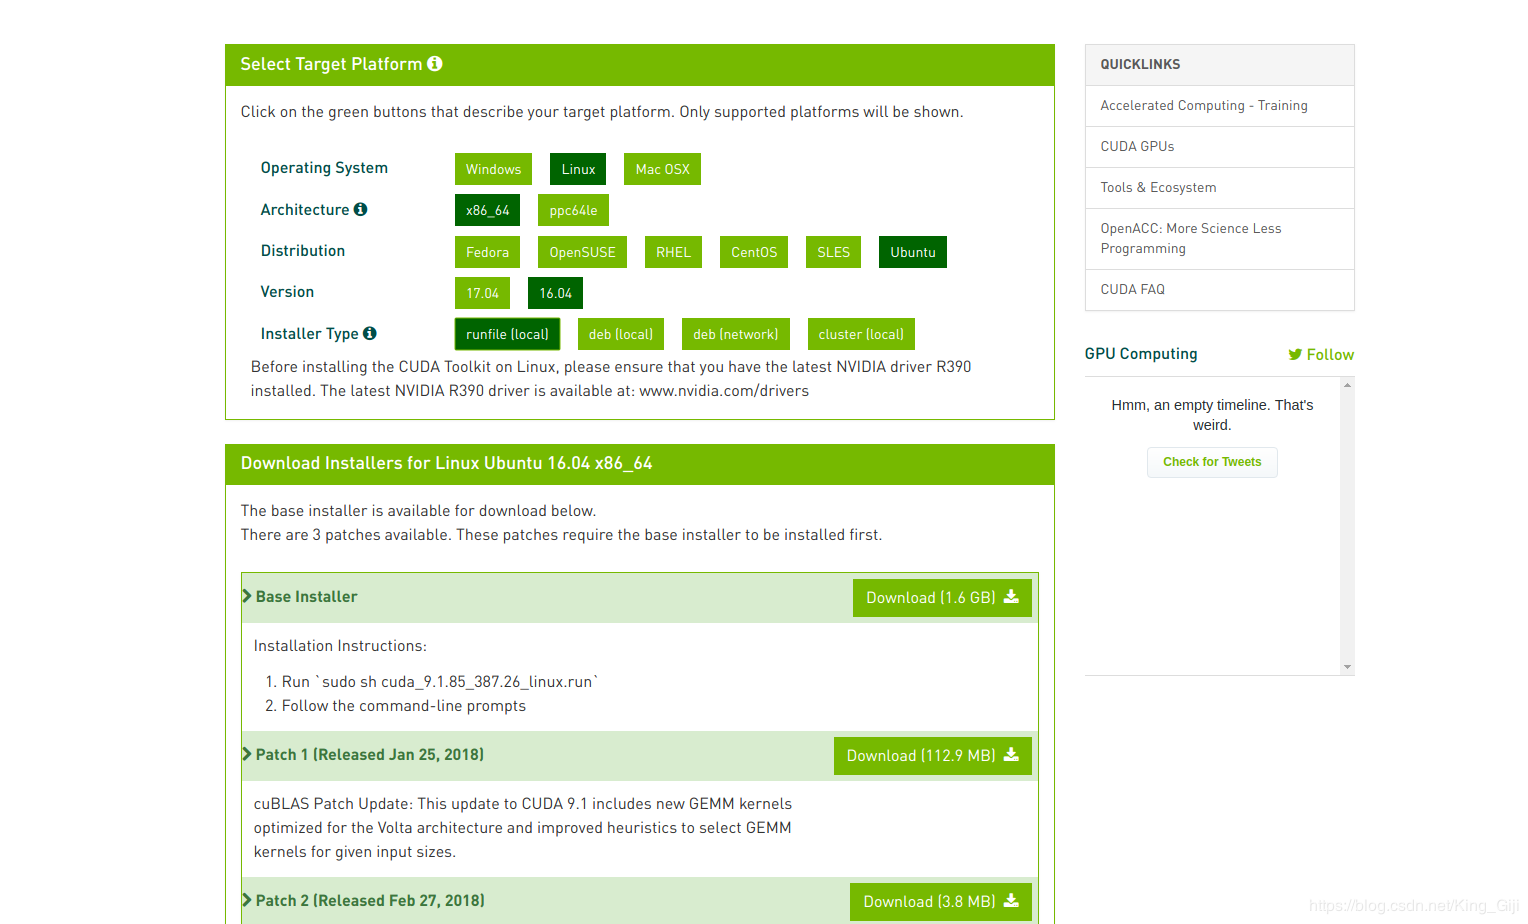 Select Target Platform
Click on the green buttons that describe your target platform. Only supported platforms will be shown.
Operating System Windows Linux Mac OSX
Architecture x86_64 ppc64le
Distribution Fedora OpenSUSE RHEL CentOS SLES Ubuntu
Version 17.04 16.04
Installer Type runfile (local) deb (local) deb (network) cluster (local)
Before installing the CUDA Toolkit on Linux, please ensure that you have the latest NVIDIA driver R390
installed. The latest NVIDIA R390 driver is available at: www.nvidia.com/drivers
Download Installers for Linux Ubuntu 16.04 x86_64
The base installer is available for download below.
There are 3 patches available. These patches require the base installer to be installed first.
Base Installer Download (1.6 GB)
Installation Instructions:
1. Run `sudo sh cuda_9.1.85_387.26_linux.run`
2. Follow the command-line prompts
Patch 1 (Released Jan 25, 2018) Download (112.9 MB)
cuBLAS Patch Update: This update to CUDA 9.1 includes new GEMM kernels
optimized for the Volta architecture and improved heuristics to select GEMM
kernels for given input sizes.
Patch 2 (Released Feb 27, 2018) Download (3.8 MB)
QUICKLINKS
Accelerated Computing - Training
CUDA GPUs
Tools & Ecosystem
OpenACC: More Science Less
Programming
CUDA FAQ
GPU Computing Follow
Hmm, an empty timeline. That's
weird.
Check for Tweets
https://blog.csdn.net/King_Giji